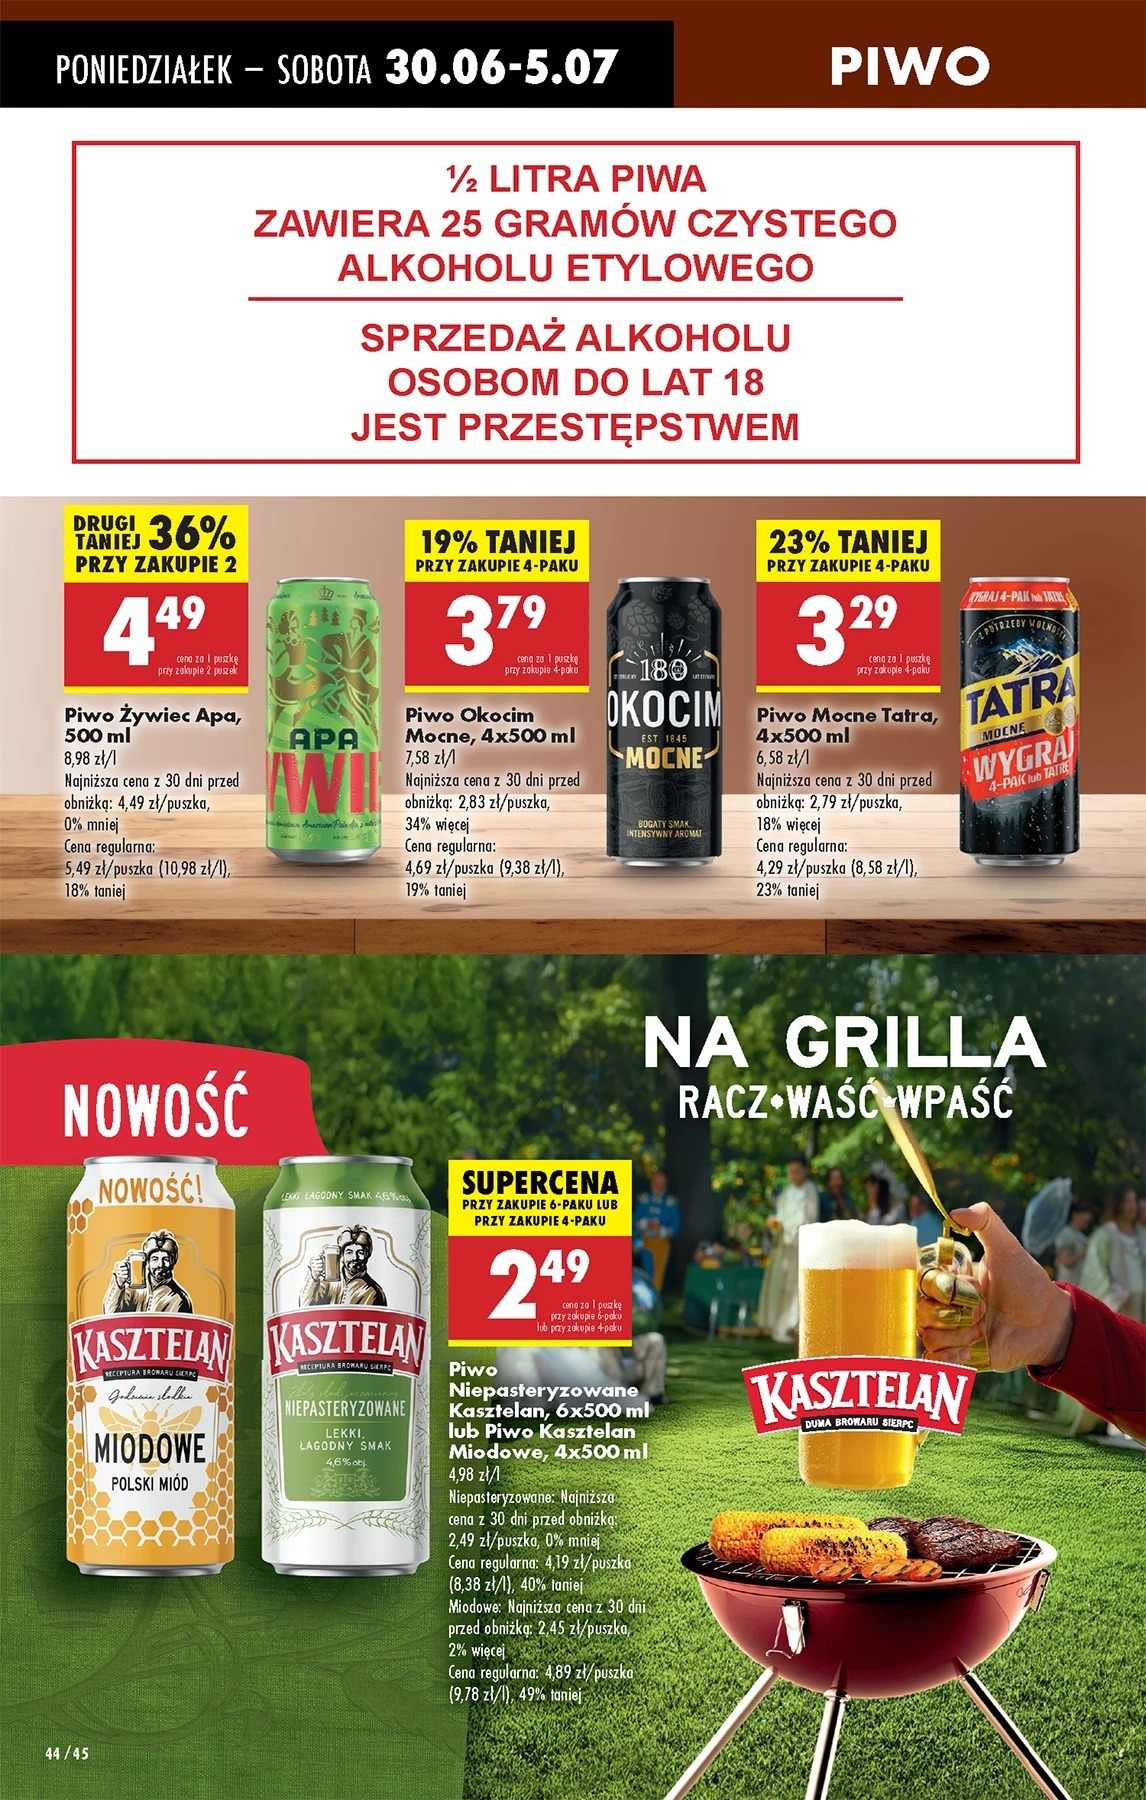 PONIEDZIAŁEK – SOBOTA 30.06-5.07
PIWO
½ LITRA PIWA
ZAWIERA 25 GRAMÓW CZYSTEGO
ALKOHOLU ETYLOWEGO
SPRZEDAŻ ALKOHOLU
OSOBOM DO LAT 18
JEST PRZESTĘPSTWEM
DRUGI TANIEJ 36%
PRZY ZAKUPIE 2
4 49
cena za 1 puszkę
przy zakupie 2 puszek
Piwo Żywiec Apa,
500 ml
8,98 zł/l
Najniższa cena z 30 dni przed
obniżką: 4,49 zł/puszka,
0% mniej
Cena regularna:
5,49 zł/puszka (10,98 zł/l),
18% taniej
APA
ŻYWIE
19% TANIEJ
PRZY ZAKUPIE 4-PAKU
3 79
cena za 1 puszkę
przy zakupie 4-paku
Piwo Okocim
Mocne, 4x500 ml
7,58 zł/l
Najniższa cena z 30 dni przed
obniżką: 2,83 zł/puszka,
34% więcej
Cena regularna:
4,69 zł/puszka (9,38 zł/l),
19% taniej
180
OKOCIM
EST. 1845
MOCNE
BOGATY SMAK,
INTENSYWNY AROMAT
23% TANIEJ
PRZY ZAKUPIE 4-PAKU
3 29
cena za 1 puszkę
przy zakupie 4-paku
Piwo Mocne Tatra,
4x500 ml
6,58 zł/l
Najniższa cena z 30 dni przed
obniżką: 2,79 zł/puszka,
18% więcej
Cena regularna:
4,29 zł/puszka (8,58 zł/l),
23% taniej
WYGRAJ 4-PAK lub TATRĘ
Z POTRZEBY WOLNOŚCI
TATRA
MOCNE
WYGRAJ
4-PAK lub TATRĘ
NA GRILLA
RACZ•WAŚĆ•WPAŚĆ
NOWOŚĆ
NOWOŚĆ!
KASZTELAN
RECEPTURA BROWARU SIERPC
Godzinnie słodkie
MIODOWE
POLSKI MIÓD
LEKKI, ŁAGODNY SMAK 4,6% obj.
KASZTELAN
RECEPTURA BROWARU SIERPC
NIEPASTERYZOWANE
LEKKI,
ŁAGODNY SMAK
4,6% obj.
SUPERCENA
PRZY ZAKUPIE 6-PAKU LUB
PRZY ZAKUPIE 4-PAKU
2 49
cena za 1 puszkę
przy zakupie 6-paku
lub przy zakupie 4-paku
Piwo
Niepasteryzowane
Kasztelan, 6x500 ml
lub Piwo Kasztelan
Miodowe, 4x500 ml
4,98 zł/l
Niepasteryzowane: Najniższa
cena z 30 dni przed obniżką:
2,49 zł/puszka, 0% mniej
Cena regularna: 4,19 zł/puszka
(8,38 zł/l), 40% taniej
Miodowe: Najniższa cena z 30 dni
przed obniżką: 2,45 zł/puszka,
2% więcej
Cena regularna: 4,89 zł/puszka
(9,78 zł/l), 49% taniej
KASZTELAN
DUMA BROWARU SIERPC
44 / 45